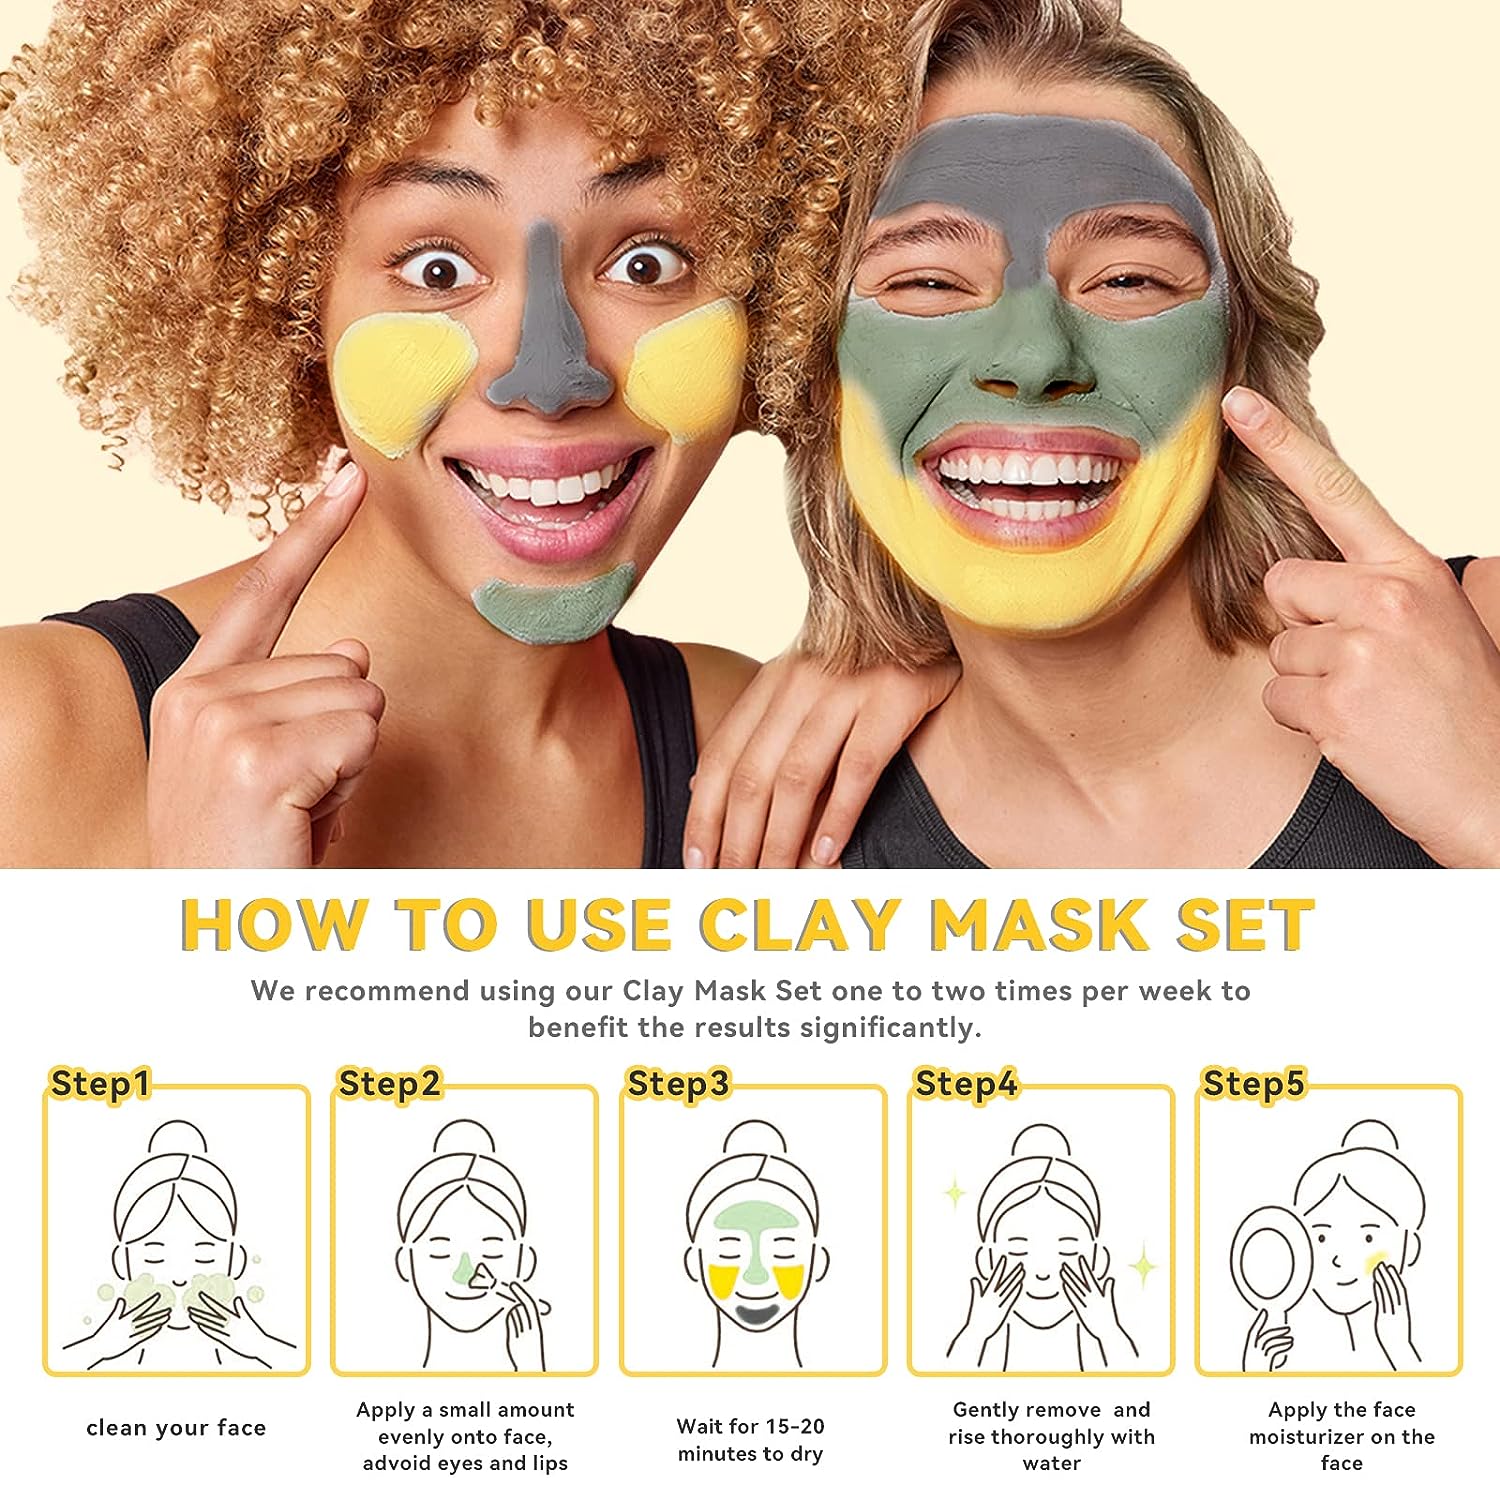 HOW TO USE CLAY MASK SET
We recommend using our Clay Mask Set one to two times per week to
benefit the results significantly.
Step1
clean your face
Step2
Apply a small amount
evenly onto face,
advoid eyes and lips
Step3
Wait for 15-20
minutes to dry
Step4
Gently remove and
rise thoroughly with
water
Step5
Apply the face
moisturizer on the
face